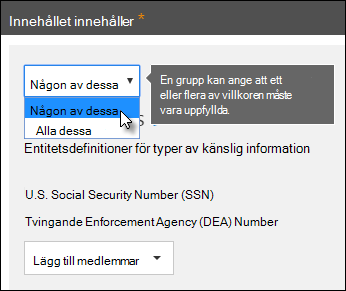 Innehållet innehåller *
Någon av dessa
En grupp kan ange att ett
eller flera av villkoren måste
vara uppfyllda.
Någon av dessa
Alla dessa
Entitetsdefinitioner för typer av känslig information
U.S. Social Security Number (SSN)
Tvingande Enforcement Agency (DEA) Number
Lägg till medlemmar